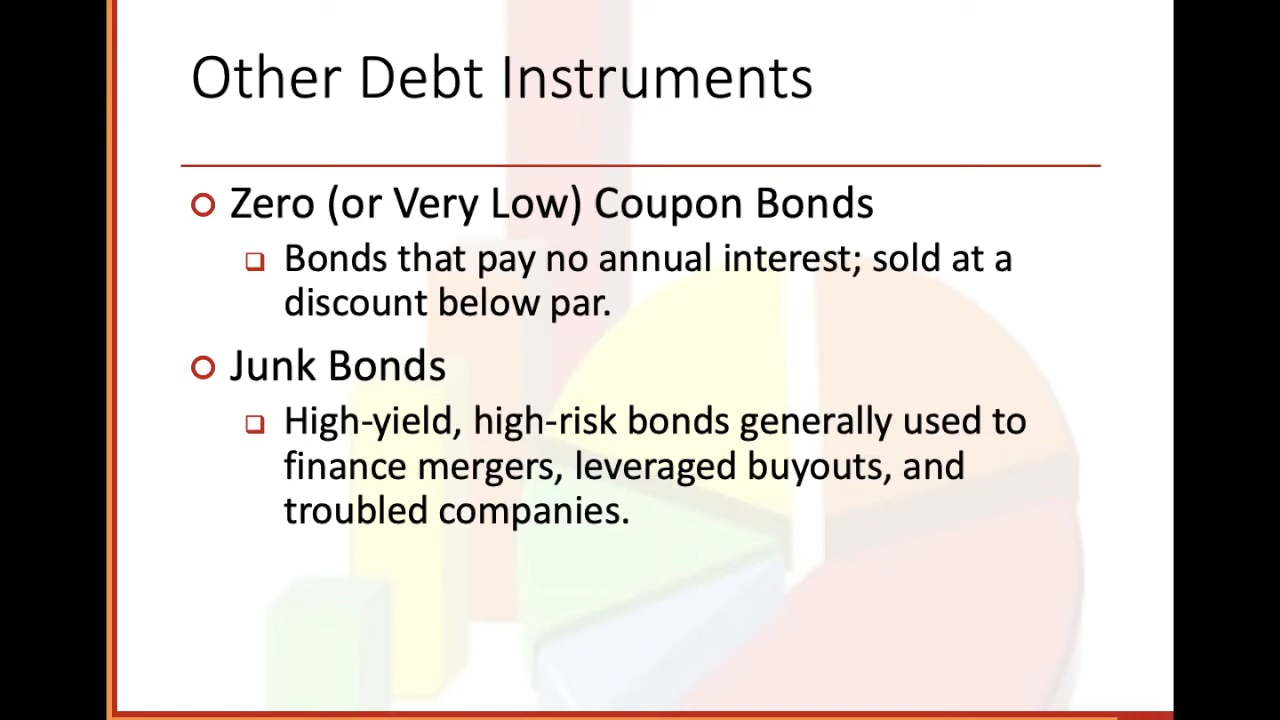 Other Debt Instruments
Zero (or Very Low) Coupon Bonds
Bonds that pay no annual interest; sold at a
discount below par.
Junk Bonds
High-yield, high-risk bonds generally used to
finance mergers, leveraged buyouts, and
troubled companies.